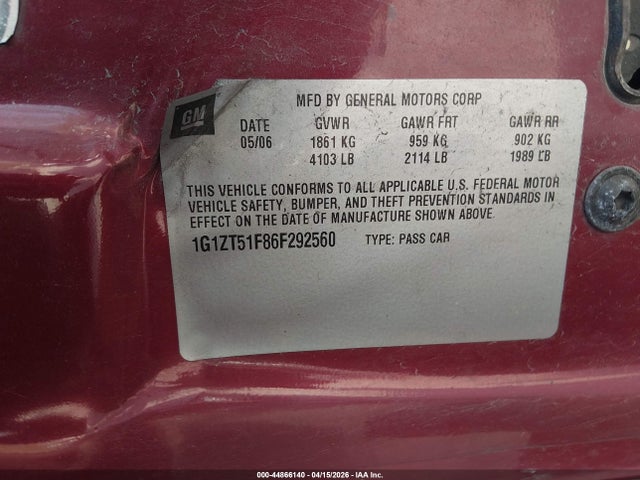 GM
MFD BY GENERAL MOTORS CORP
DATE GVWR GAWR FRT GAWR RR
05/06 1861 KG 959 KG 902 KG
4103 LB 2114 LB 1989 LB
THIS VEHICLE CONFORMS TO ALL APPLICABLE U.S. FEDERAL MOTOR
VEHICLE SAFETY, BUMPER, AND THEFT PREVENTION STANDARDS IN
EFFECT ON THE DATE OF MANUFACTURE SHOWN ABOVE.
1G1ZT51F86F292560 TYPE: PASS CAR
000-44866140 - 04/15/2026 - IAA Inc.